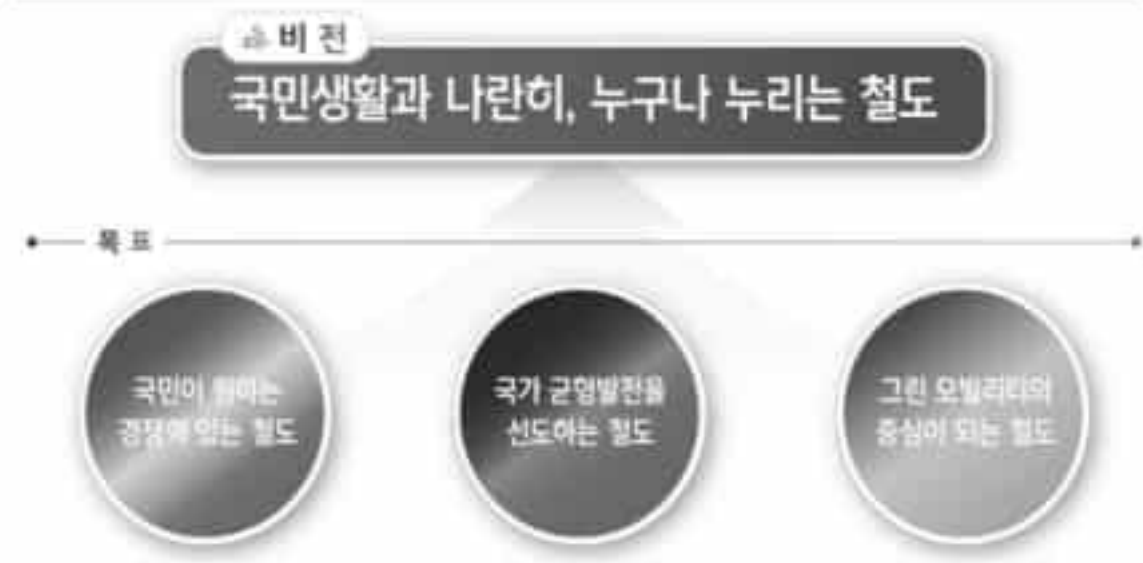 비 전
국민생활과 나란히, 누구나 누리는 철도
목 표
국민이 원하는
경쟁력 있는 철도
국가 균형발전을
선도하는 철도
그린 모빌리티의
중심이 되는 철도